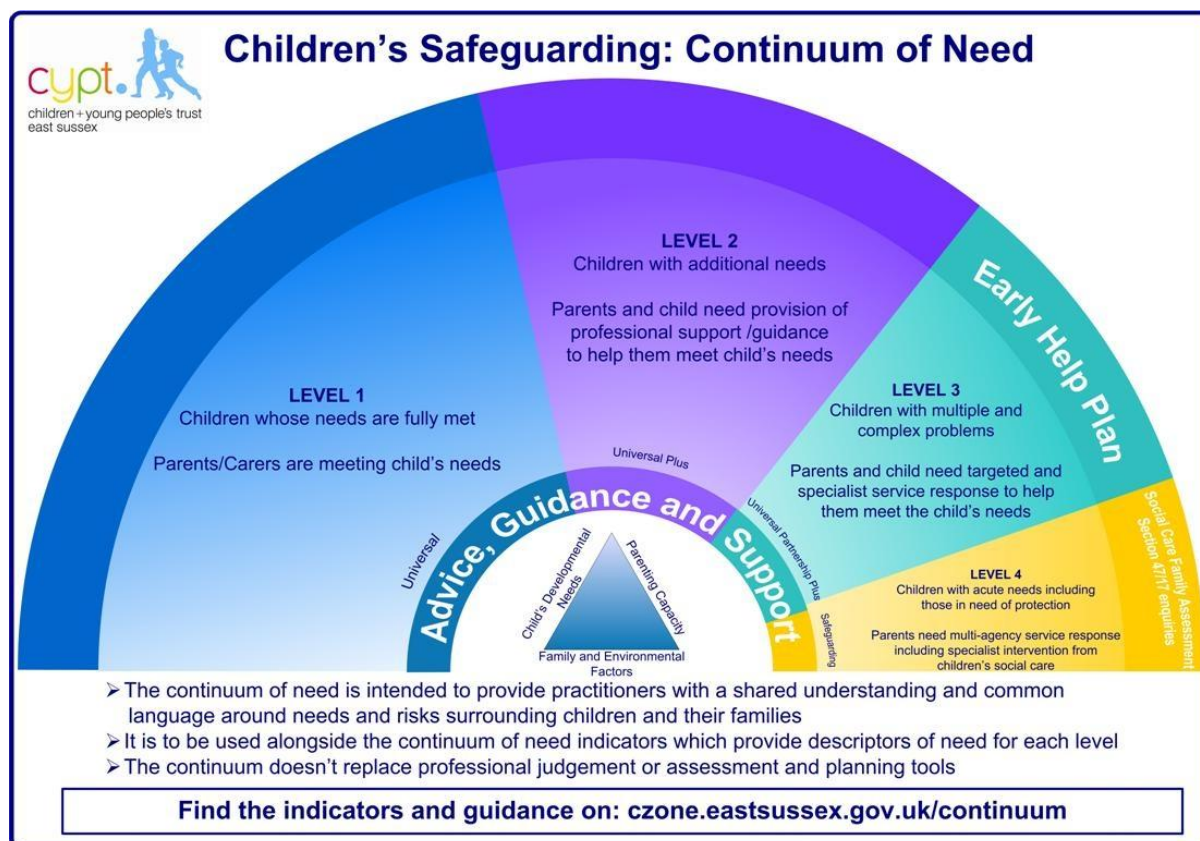 cypt.
children + young people's trust
east sussex
Children's Safeguarding: Continuum of Need
LEVEL 1
Children whose needs are fully met
Parents/Carers are meeting child's needs
LEVEL 2
Children with additional needs
Parents and child need provision of
professional support /guidance
to help them meet child's needs
Early Help Plan
LEVEL 3
Children with multiple and
complex problems
Parents and child need targeted and
specialist service response to help
them meet the child's needs
Social Care Family Assessment
Section 47/17 enquiries
LEVEL 4
Children with acute needs including
those in need of protection
Parents need multi-agency service response
including specialist intervention from
children's social care
Universal
Universal Plus
Universal Partnership Plus
Safeguarding
Advice, Guidance and Support
Child's Developmental
Needs
Parenting Capacity
Family and Environmental
Factors
➢ The continuum of need is intended to provide practitioners with a shared understanding and common
language around needs and risks surrounding children and their families
➢ It is to be used alongside the continuum of need indicators which provide descriptors of need for each level
➢ The continuum doesn't replace professional judgement or assessment and planning tools
Find the indicators and guidance on: czone.eastsussex.gov.uk/continuum